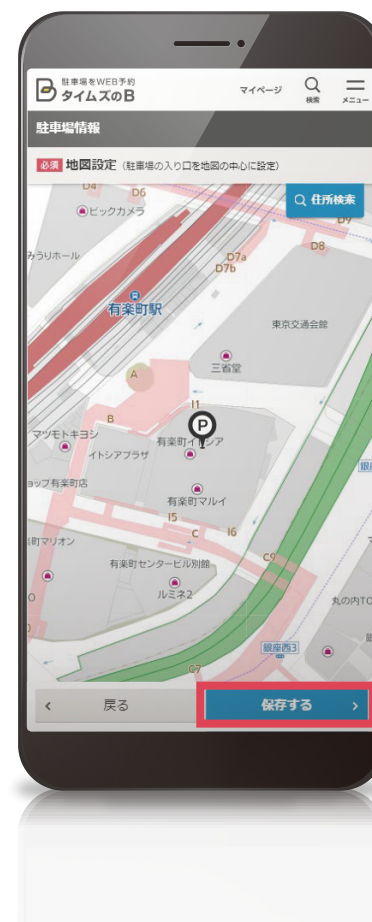 駐車場をWEB予約
タイムズのB
マイページ
検索
メニュー
駐車場情報
必須 地図設定 (駐車場の入り口を地図の中心に設定)
住所検索
D4
D6
D9
ビックカメラ
D8
みうりホール
D7a
D7b
有楽町駅
東京交通会館
三省堂
A
I1
B
P
マツモトキヨシ
有楽町イトシア
イトシアプラザ
銀
ョップ有楽町店
有楽町マルイ
I5
C
I6
町マリオン
有楽町センタービル別館
C9
ルミネ2
丸の内TO
銀座西3
C7
戻る
保存する